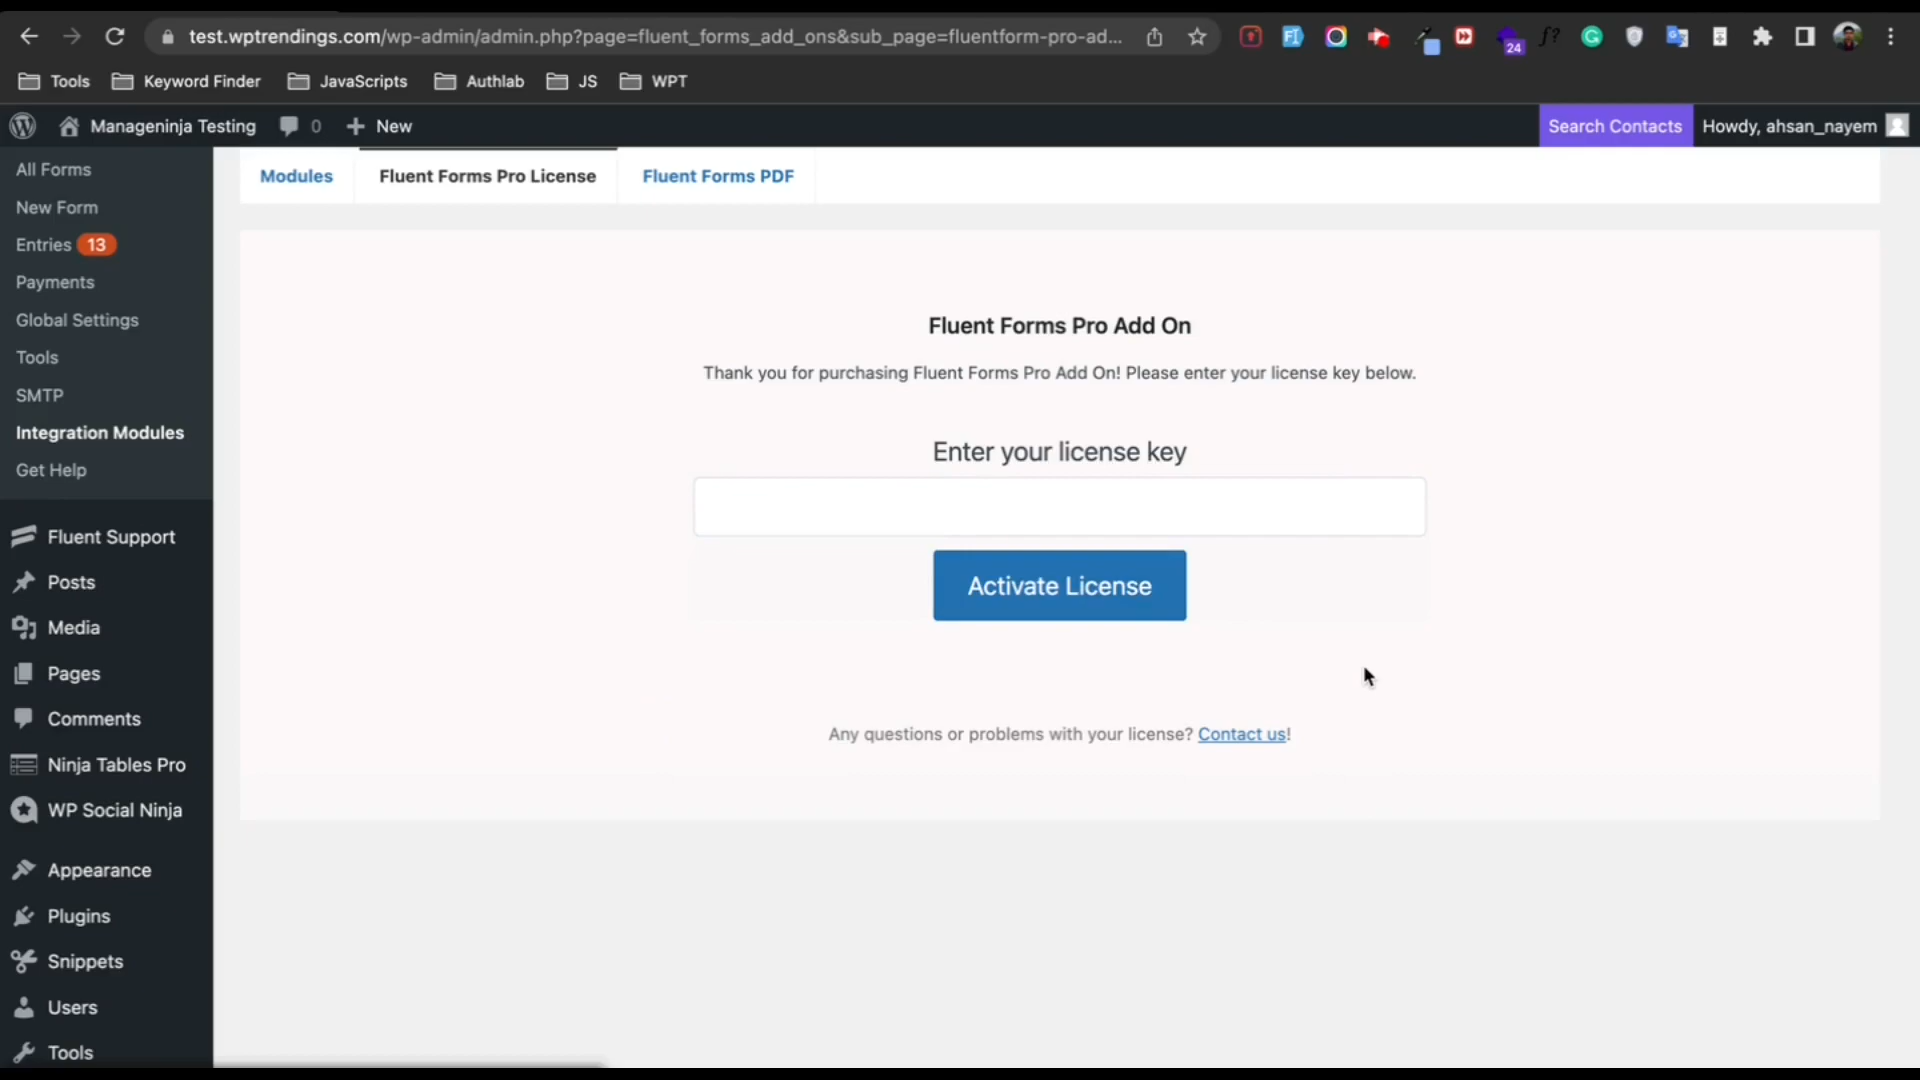 test.wptrendings.com/wp-admin/admin.php?page=fluent_forms_add_ons&sub_page=fluentform-pro-ad...
24
f?
Tools
Keyword Finder
JavaScripts
Authlab
JS
WPT
Manageninja Testing
0
New
Search Contacts
Howdy, ahsan_nayem
All Forms
New Form
Entries 13
Payments
Global Settings
Tools
SMTP
Integration Modules
Get Help
Fluent Support
Posts
Media
Pages
Comments
Ninja Tables Pro
WP Social Ninja
Appearance
Plugins
Snippets
Users
Tools
Modules
Fluent Forms Pro License
Fluent Forms PDF
Fluent Forms Pro Add On
Thank you for purchasing Fluent Forms Pro Add On! Please enter your license key below.
Enter your license key
Activate License
Any questions or problems with your license? Contact us!